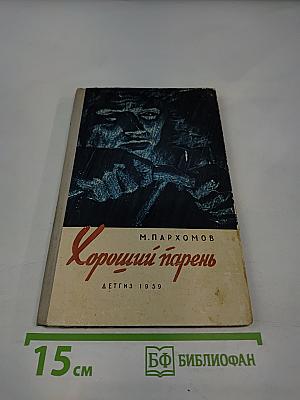 М. ПАРХОМОВ
Хороший парень
ДЕТГИЗ 1959
15 см
БФ БИБЛИОФАН